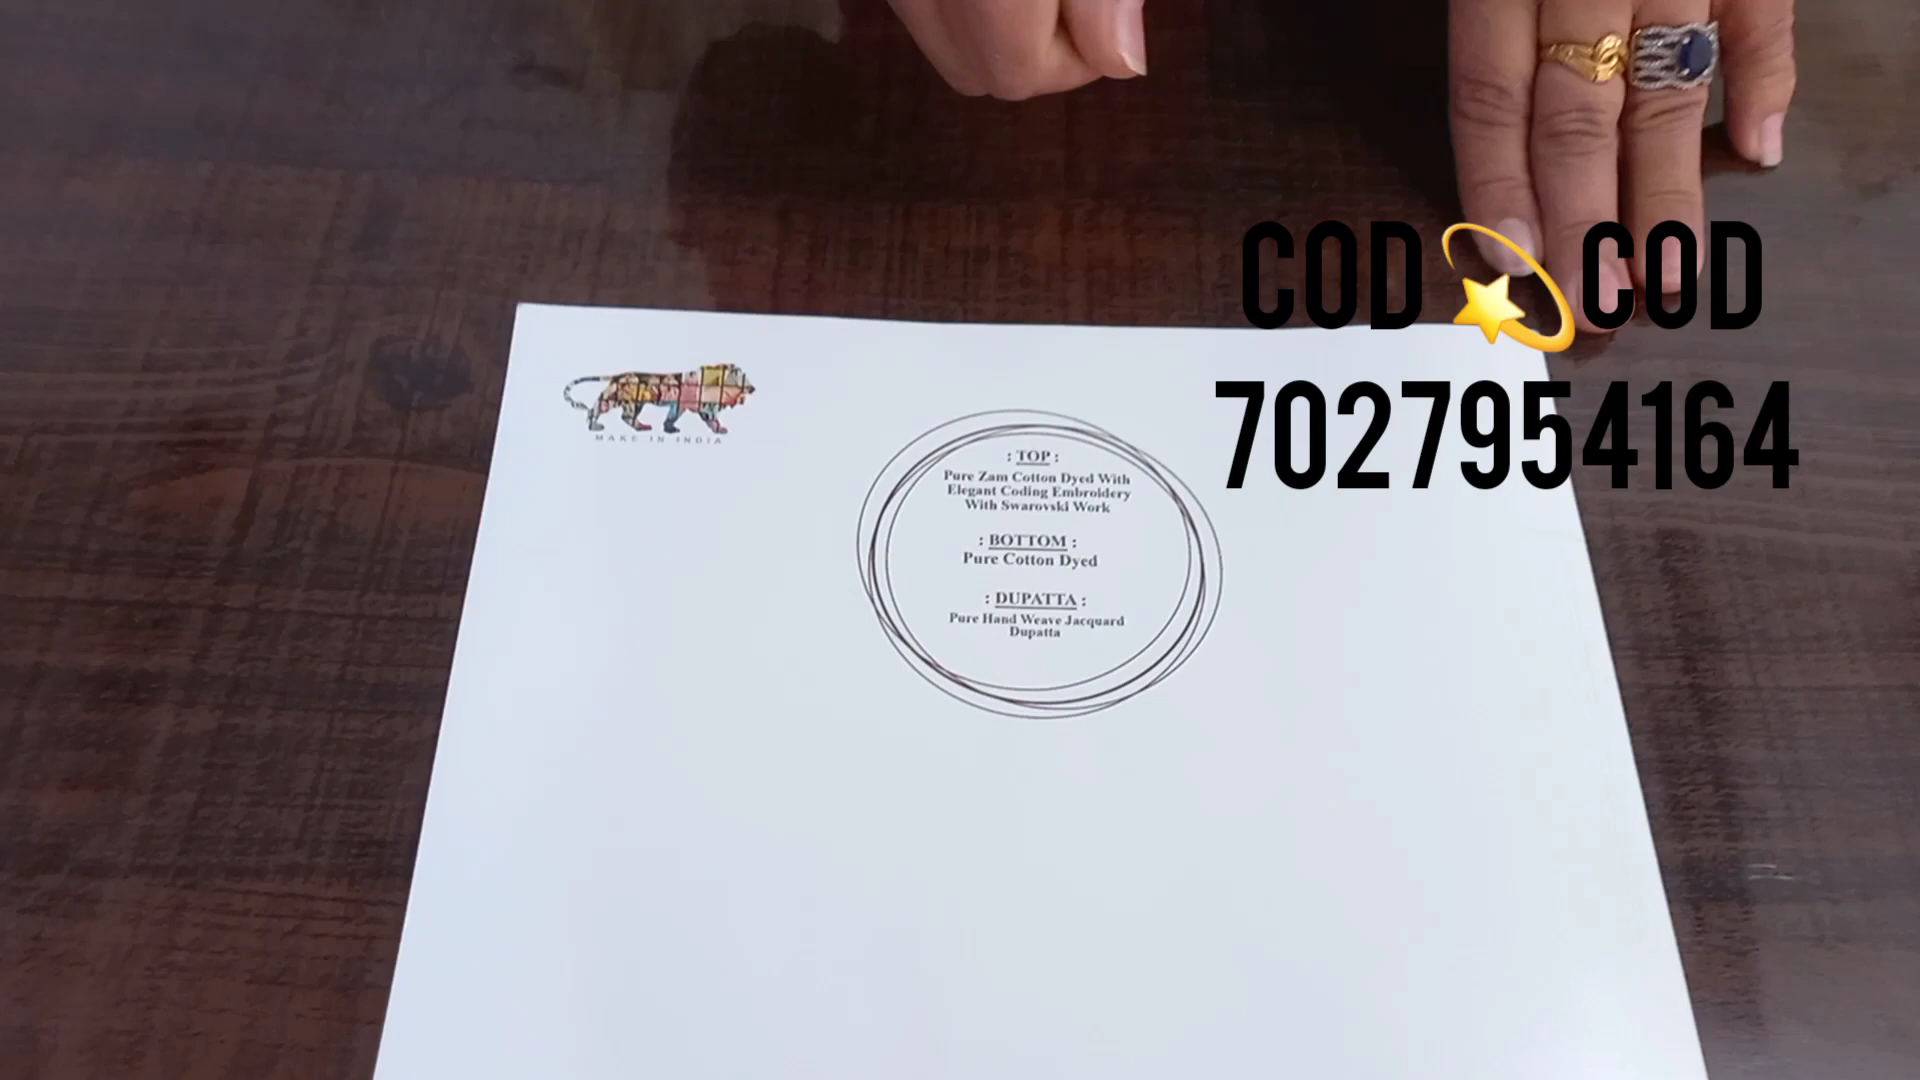 COD 💫 COD
7027954164
MAKE IN INDIA
: TOP :
Pure Zam Cotton Dyed With
Elegant Coding Embroidery
With Swarovski Work
: BOTTOM :
Pure Cotton Dyed
: DUPATTA :
Pure Hand Weave Jacquard
Dupatta